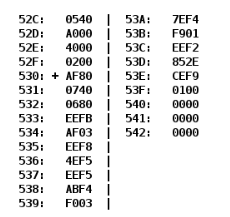 52C: 0540 | 53A: 7EF4
52D: A000 | 53B: F901
52E: 4000 | 53C: EEF2
52F: 0200 | 53D: 852E
530: + AF80 | 53E: CEF9
531: 0740 | 53F: 0100
532: 0680 | 540: 0000
533: EEFB | 541: 0000
534: AF03 | 542: 0000
535: EEF8 |
536: 4EF5 |
537: EEF5 |
538: ABF4 |
539: F003 |